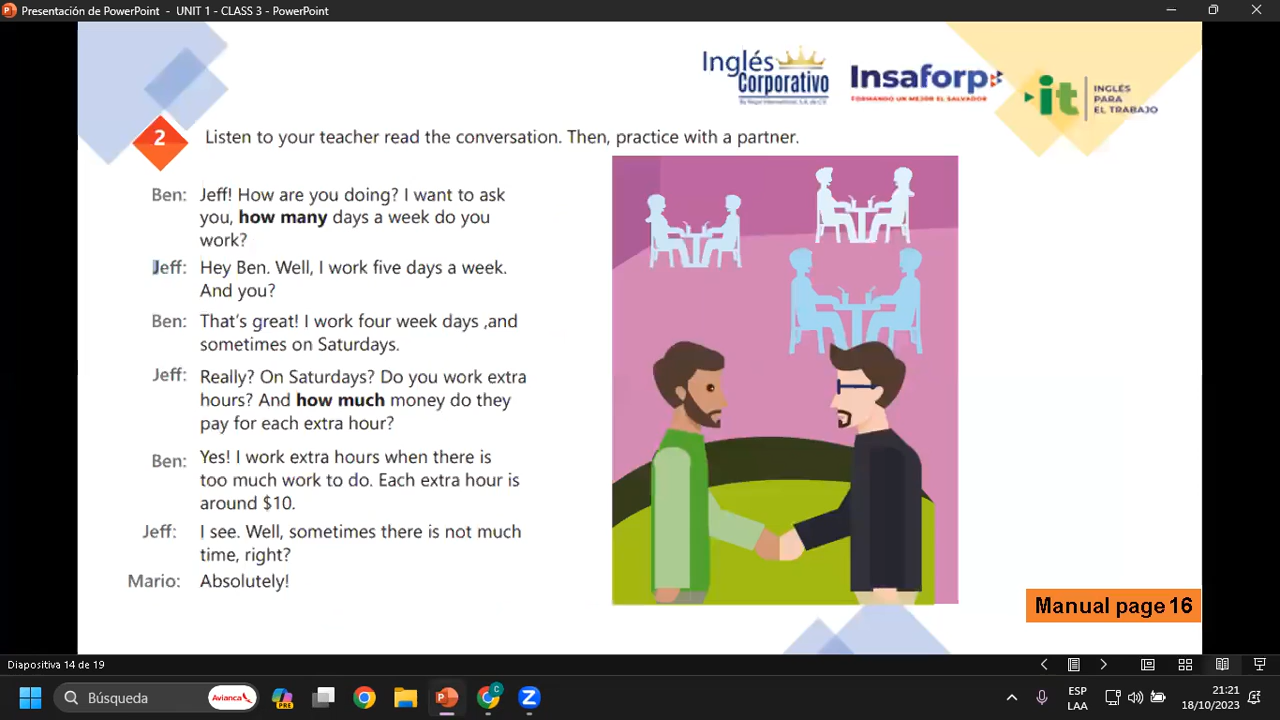 Presentación de PowerPoint - UNIT 1 - CLASS 3 - PowerPoint
Inglés
Corporativo
Insaforp
FORMANDO UN MEJOR EL SALVADOR
it
INGLÉS
PARA
EL TRABAJO
2
Listen to your teacher read the conversation. Then, practice with a partner.
Ben: Jeff! How are you doing? I want to ask
you, how many days a week do you
work?
Jeff: Hey Ben. Well, I work five days a week.
And you?
Ben: That's great! I work four week days ,and
sometimes on Saturdays.
Jeff: Really? On Saturdays? Do you work extra
hours? And how much money do they
pay for each extra hour?
Ben: Yes! I work extra hours when there is
too much work to do. Each extra hour is
around $10.
Jeff: I see. Well, sometimes there is not much
time, right?
Mario: Absolutely!
Manual page 16
Diapositiva 14 de 19
Búsqueda
Avianca
PRE
C
Z
ESP
LAA
21:21
18/10/2023